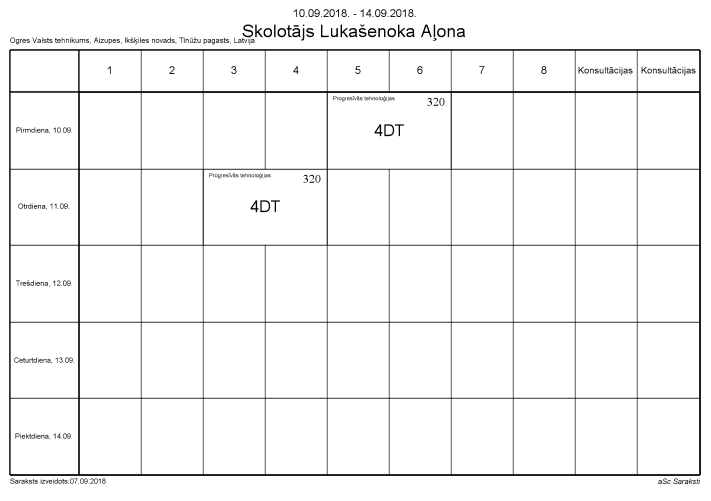 10.09.2018. - 14.09.2018.
Skolotājs Lukašenoka Aļona
Ogres Valsts tehnikums, Aizupes, Ikšķiles novads, Tīnūžu pagasts, Latvija
1 2 3 4 5 6 7 8 Konsultācijas Konsultācijas
Pirmdiena, 10.09.
Progresīvās tehnoloģijas 320
4DT
Otrdiena, 11.09.
Progresīvās tehnoloģijas 320
4DT
Trešdiena, 12.09.
Ceturtdiena, 13.09.
Piektdiena, 14.09.
Saraksts izveidots:07.09.2018 aSc Saraksti